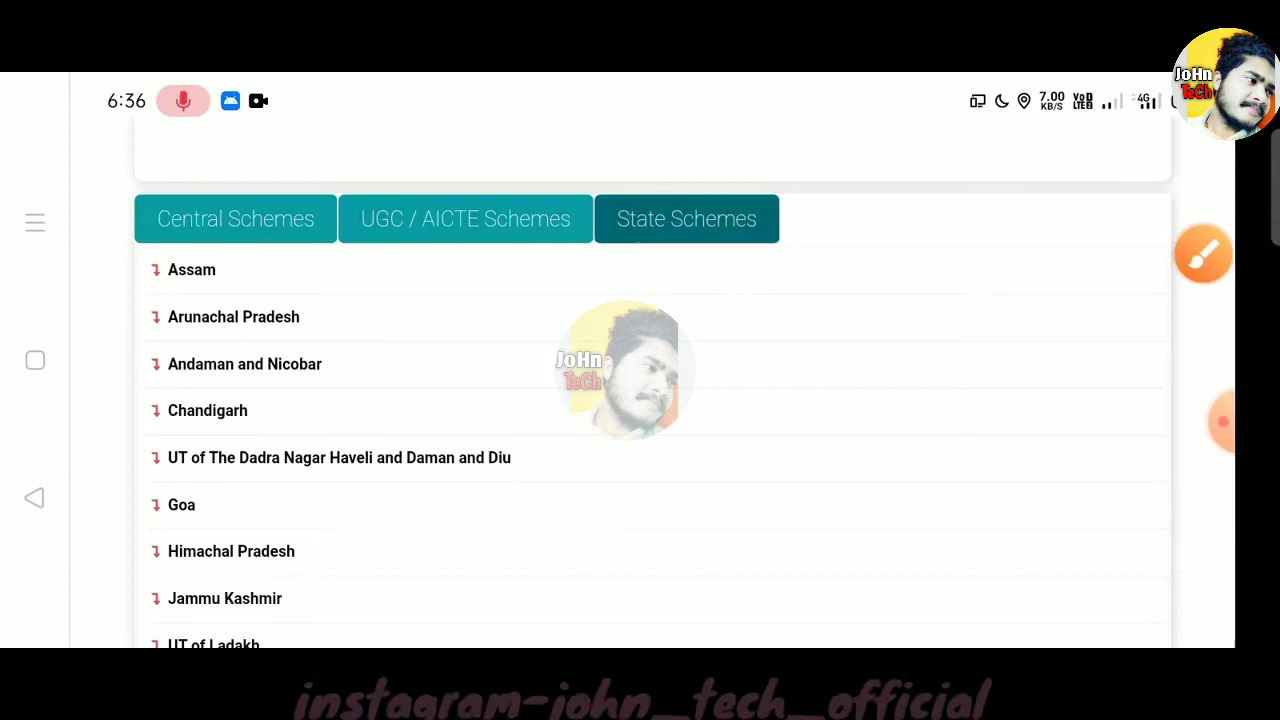 JoHn
TeCh
6:36
7.00
KB/S
Vo
LTE
4G
Central Schemes
UGC / AICTE Schemes
State Schemes
Assam
Arunachal Pradesh
Andaman and Nicobar
JoHn
TeCh
Chandigarh
UT of The Dadra Nagar Haveli and Daman and Diu
Goa
Himachal Pradesh
Jammu Kashmir
UT of Ladakh
instagram-john_tech_official